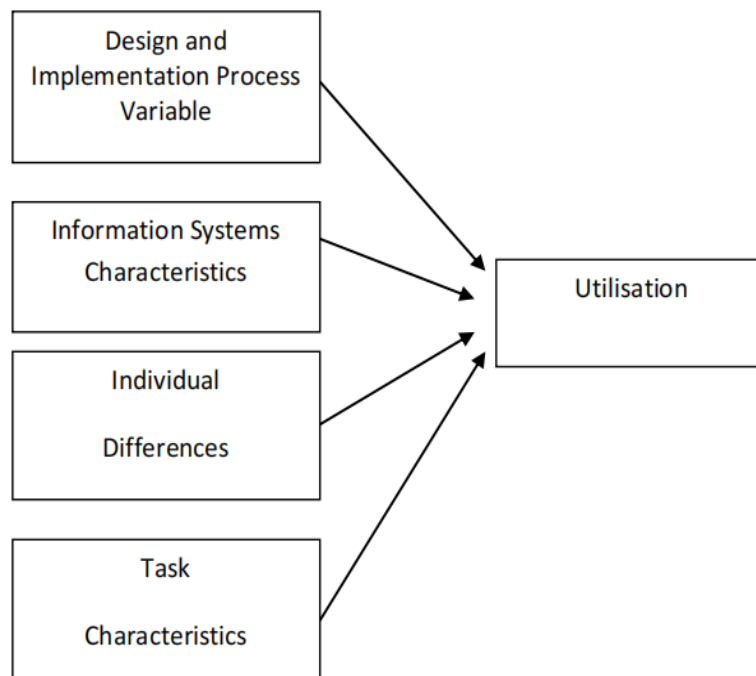 Design and
Implementation Process
Variable
Information Systems
Characteristics
Utilisation
Individual
Differences
Task
Characteristics